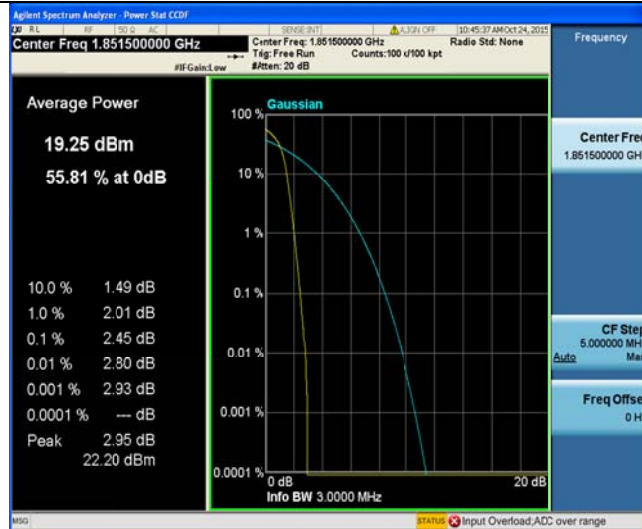 Agilent Spectrum Analyzer - Power Stat CCDF
RL RF 50 Ω AC SENSE:INT ALIGN OFF 10:45:37 AM Oct 24, 2015
Center Freq 1.851500000 GHz
Center Freq: 1.851500000 GHz Radio Std: None
Trig: Free Run Counts:100 k/100 kpt
#IFGain:Low #Atten: 20 dB
Frequency
Average Power
19.25 dBm
55.81 % at 0dB
10.0 % 1.49 dB
1.0 % 2.01 dB
0.1 % 2.45 dB
0.01 % 2.80 dB
0.001 % 2.93 dB
0.0001 % --- dB
Peak 2.95 dB
22.20 dBm
Gaussian
100 %
10 %
1 %
0.1 %
0.01 %
0.001 %
0.0001 %
0 dB 20 dB
Info BW 3.0000 MHz
Center Fre
1.851500000 GH
CF Step
5.000000 MH
Auto Ma
Freq Offse
0 H
MSG STATUS Input Overload;ADC over range